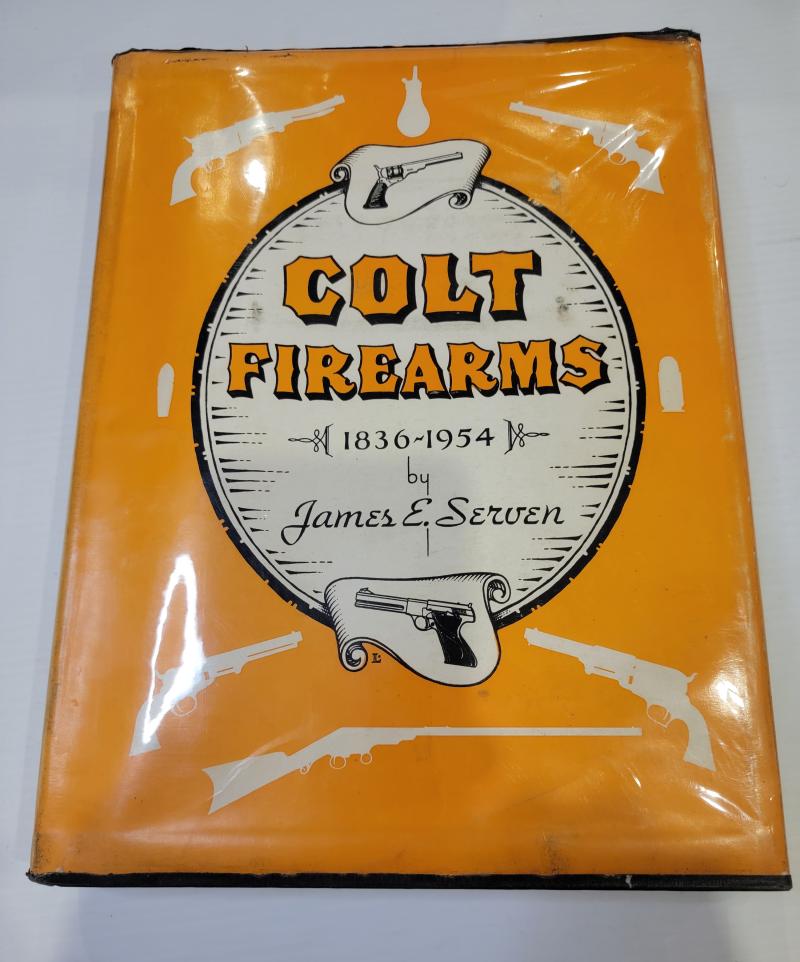 COLT
FIREARMS
1836~1954
by
James E. Serven